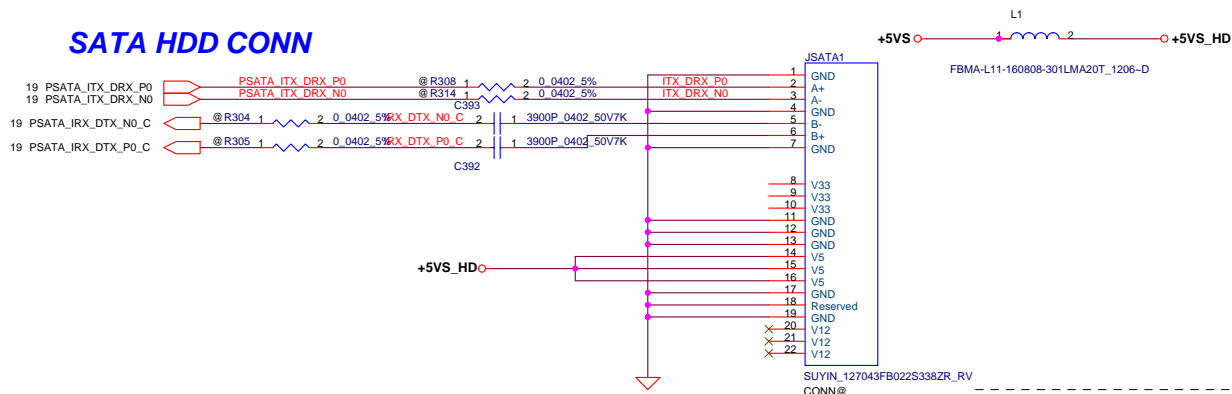 SATA HDD CONN
L1
+5VS 1 2 +5VS_HD
FBMA-L11-160808-301LMA20T_1206~D
JSATA1
19 PSATA_ITX_DRX_P0 PSATA_ITX_DRX_P0 @ R308 1 2 0_0402_5% ITX_DRX_P0
19 PSATA_ITX_DRX_N0 PSATA_ITX_DRX_N0 @ R314 1 2 0_0402_5% ITX_DRX_N0
C393
19 PSATA_IRX_DTX_N0_C @ R304 1 2 0_0402_5% IRX_DTX_N0_C 2 1 3900P_0402_50V7K
19 PSATA_IRX_DTX_P0_C @ R305 1 2 0_0402_5% IRX_DTX_P0_C 2 1 3900P_0402_50V7K
C392
1 GND
2 A+
3 A-
4 GND
5 B-
6 B+
7 GND
8 V33
9 V33
10 V33
11 GND
12 GND
13 GND
14 V5
+5VS_HD
15 V5
16 V5
17 GND
18 Reserved
19 GND
20 V12
21 V12
22 V12
SUYIN_127043FB022S338ZR_RV
CONN@